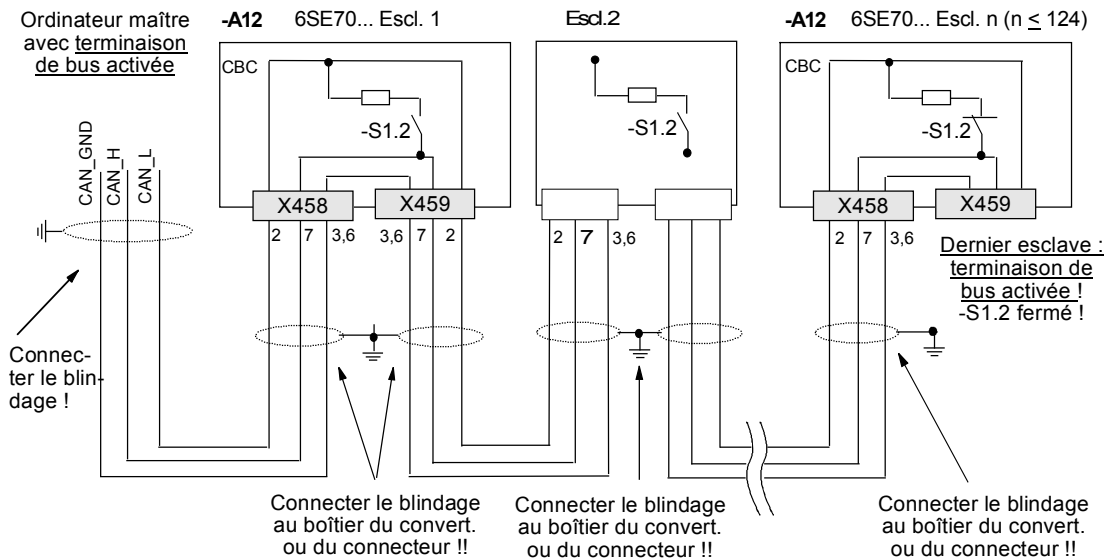 Ordinateur maître
avec terminaison
de bus activée
-A12 6SE70... Escl. 1
Escl.2
-A12 6SE70... Escl. n (n ≤ 124)
CBC
-S1.2
-S1.2
CBC
-S1.2
CAN_GND
CAN_H
CAN_L
X458
X459
X458
X459
2 7 3,6
3,6 7 2
2 7 3,6
2 7 3,6
Dernier esclave :
terminaison de
bus activée !
-S1.2 fermé !
Connec-
ter le blin-
dage !
Connecter le blindage
au boîtier du convert.
ou du connecteur !!
Connecter le blindage
au boîtier du convert.
ou du connecteur !!
Connecter le blindage
au boîtier du convert.
ou du connecteur !!